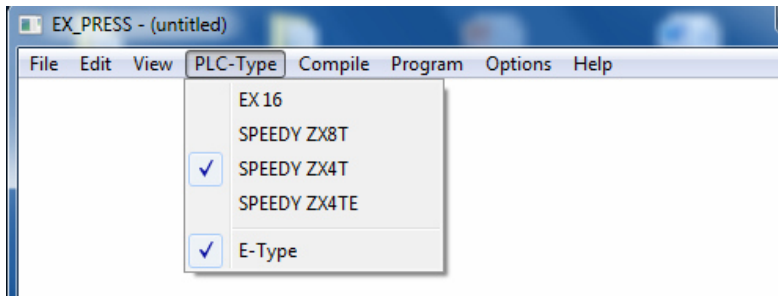 EX_PRESS - (untitled)
File Edit View PLC-Type Compile Program Options Help
EX 16
SPEEDY ZX8T
SPEEDY ZX4T
SPEEDY ZX4TE
E-Type